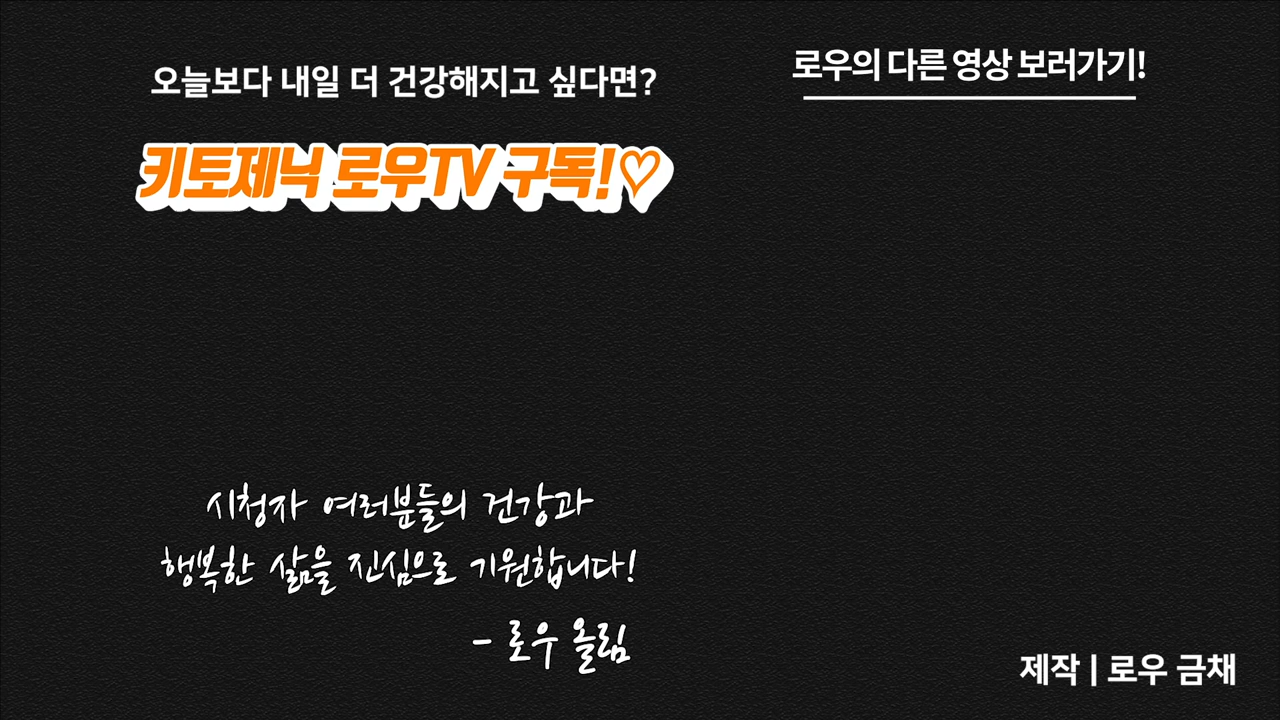 오늘보다 내일 더 건강해지고 싶다면?
키토제닉 로우TV 구독!♡
로우의 다른 영상 보러가기!
시청자 여러분들의 건강과
행복한 삶을 진심으로 기원합니다!
- 로우 올림
제작 | 로우 금채